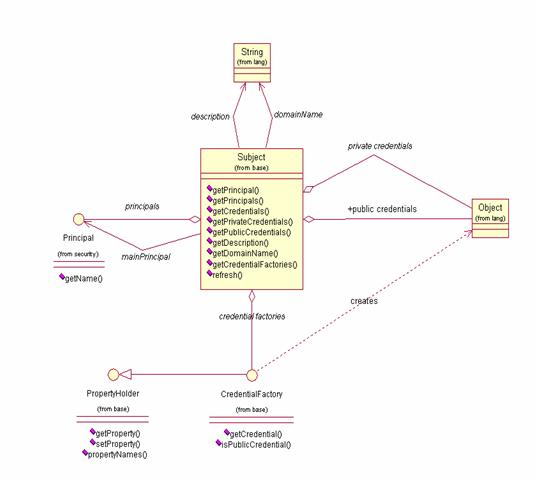 String
(from lang)
description
domainName
Subject
(from base)
getPrincipal()
getPrincipals()
getCredentials()
getPrivateCredentials()
getPublicCredentials()
getDescription()
getDomainName()
getCredentialFactories()
refresh()
private credentials
+public credentials
Object
(from lang)
principals
mainPrincipal
Principal
(from security)
getName()
credential factories
creates
PropertyHolder
(from base)
getProperty()
setProperty()
propertyNames()
CredentialFactory
(from base)
getCredential()
isPublicCredential()